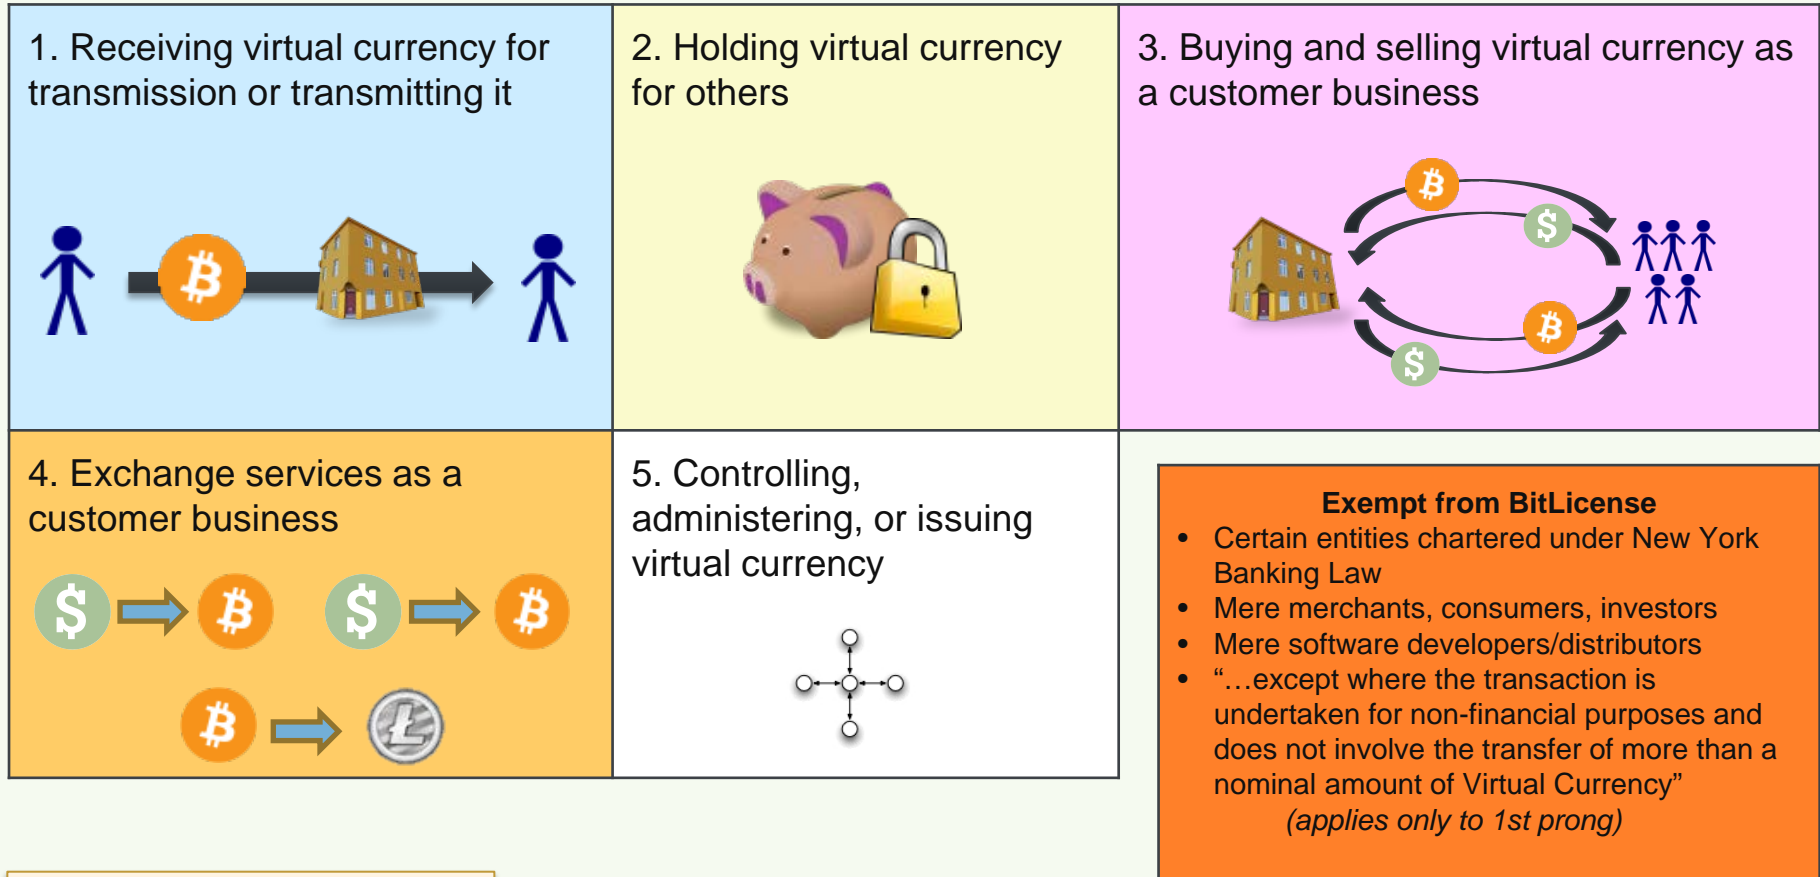 1. Receiving virtual currency for
transmission or transmitting it
2. Holding virtual currency
for others
3. Buying and selling virtual currency as
a customer business
4. Exchange services as a
customer business
5. Controlling,
administering, or issuing
virtual currency
Exempt from BitLicense
• Certain entities chartered under New York
Banking Law
• Mere merchants, consumers, investors
• Mere software developers/distributors
• “…except where the transaction is
undertaken for non-financial purposes and
does not involve the transfer of more than a
nominal amount of Virtual Currency”
(applies only to 1st prong)